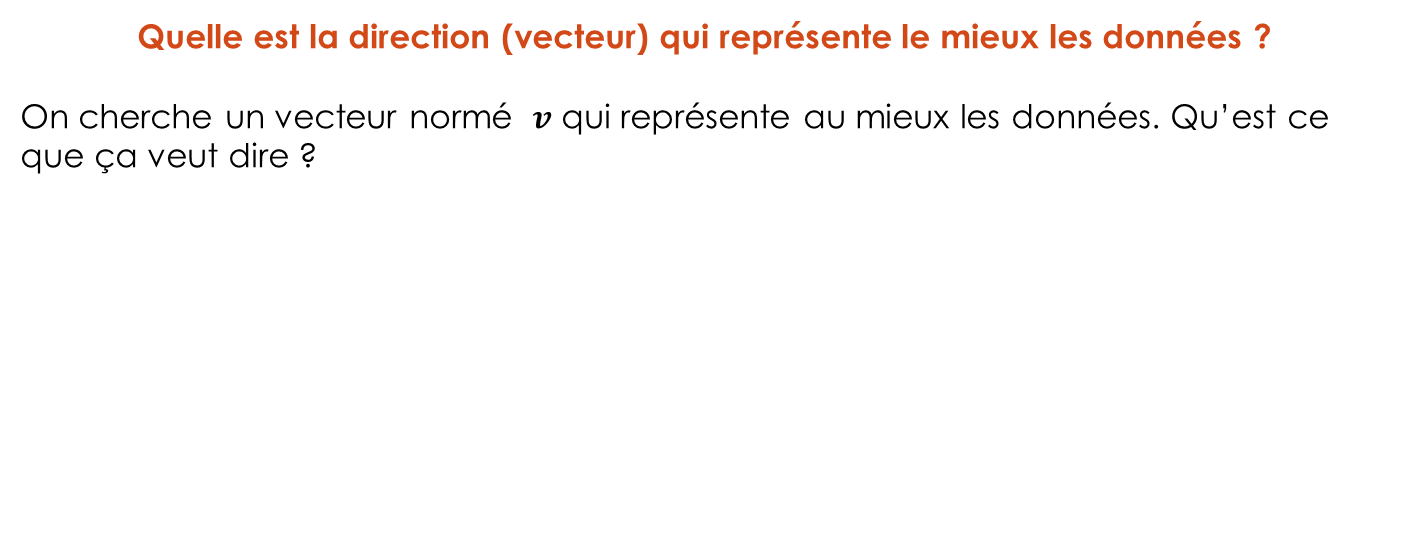 Quelle est la direction (vecteur) qui représente le mieux les données ?
On cherche un vecteur normé v qui représente au mieux les données. Qu’est ce
que ça veut dire ?